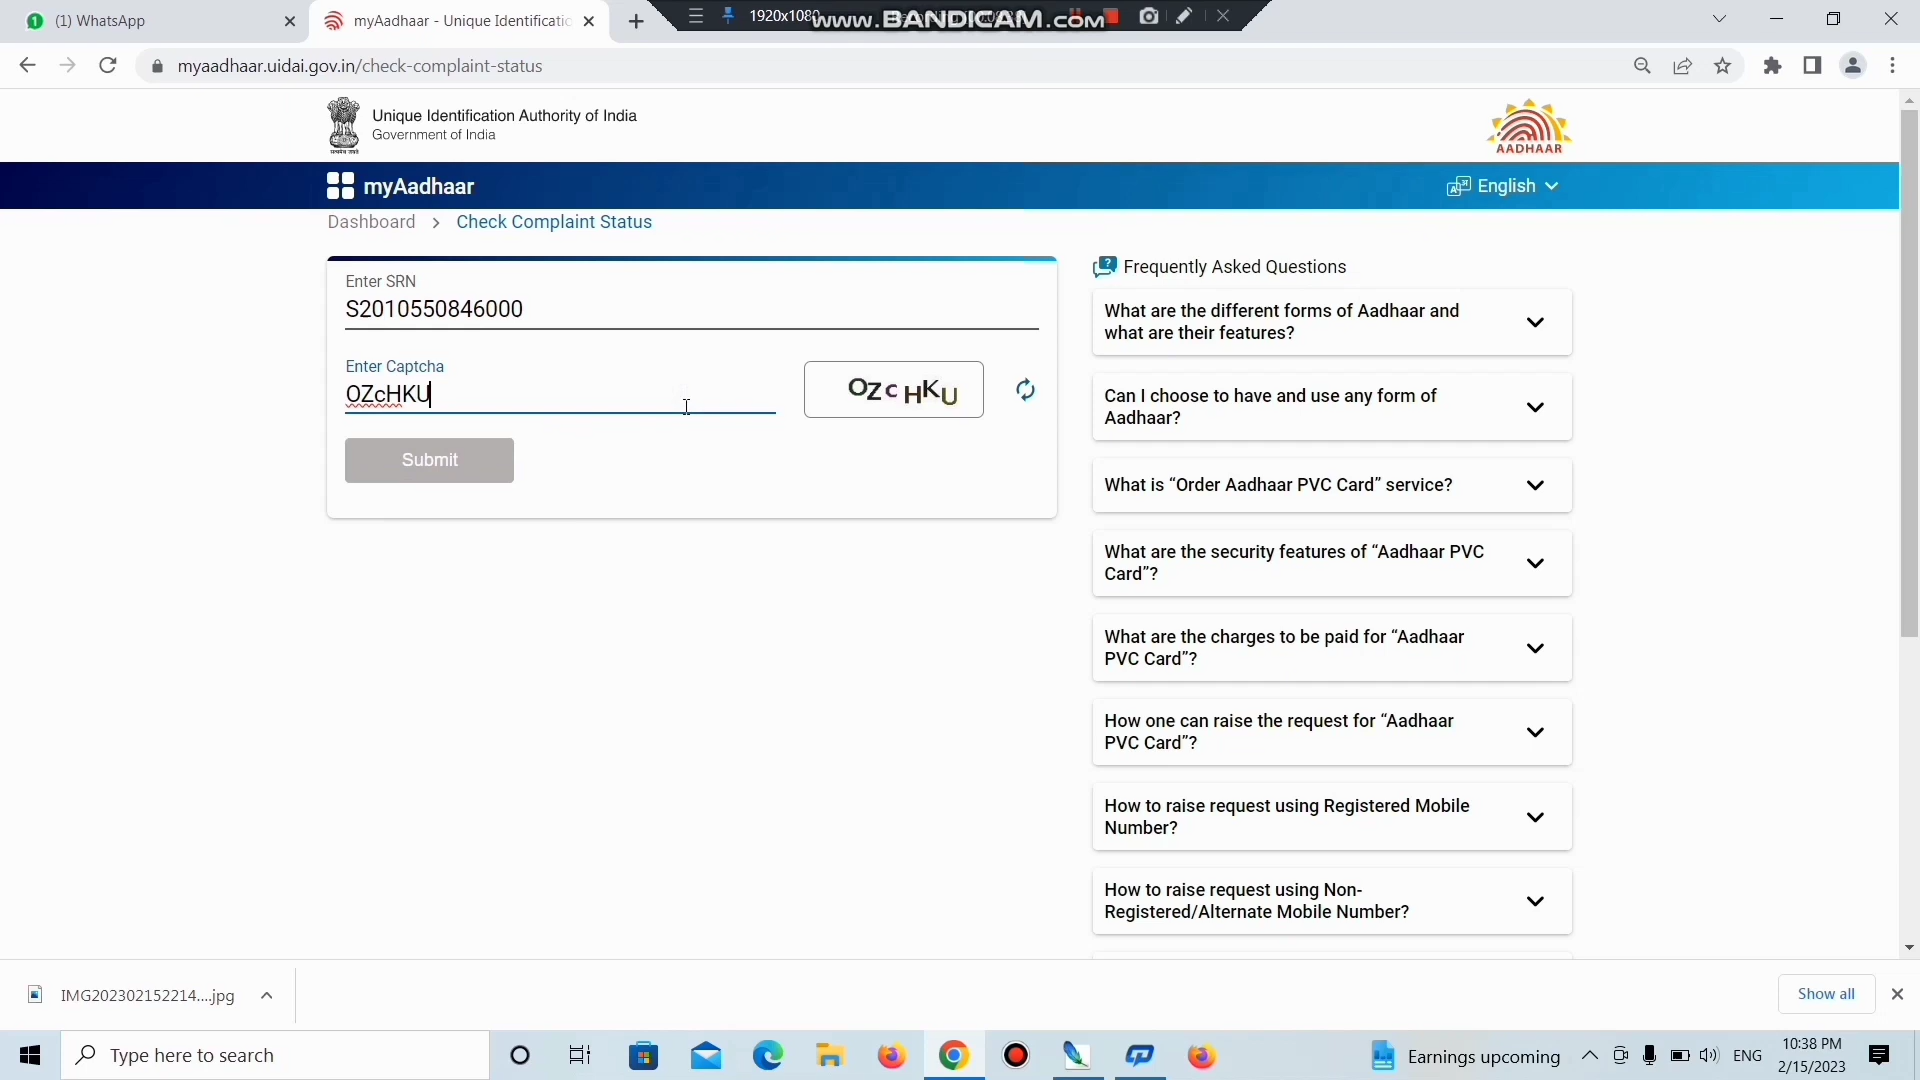 (1) WhatsApp
myAadhaar - Unique Identificatio
1920x1080
www.BANDICAM.com
myaadhaar.uidai.gov.in/check-complaint-status
Unique Identification Authority of India
Government of India
AADHAAR
myAadhaar
English
Dashboard > Check Complaint Status
Enter SRN
S2010550846000
Enter Captcha
OZcHKU
OZcHKU
Submit
Frequently Asked Questions
What are the different forms of Aadhaar and
what are their features?
Can I choose to have and use any form of
Aadhaar?
What is “Order Aadhaar PVC Card” service?
What are the security features of “Aadhaar PVC
Card”?
What are the charges to be paid for “Aadhaar
PVC Card”?
How one can raise the request for “Aadhaar
PVC Card”?
How to raise request using Registered Mobile
Number?
How to raise request using Non-
Registered/Alternate Mobile Number?
IMG202302152214....jpg
Show all
Type here to search
Earnings upcoming
ENG
10:38 PM
2/15/2023